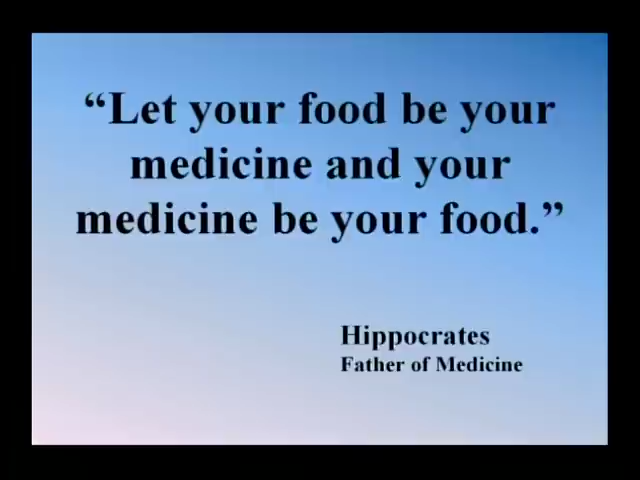 “Let your food be your
medicine and your
medicine be your food.”
Hippocrates
Father of Medicine